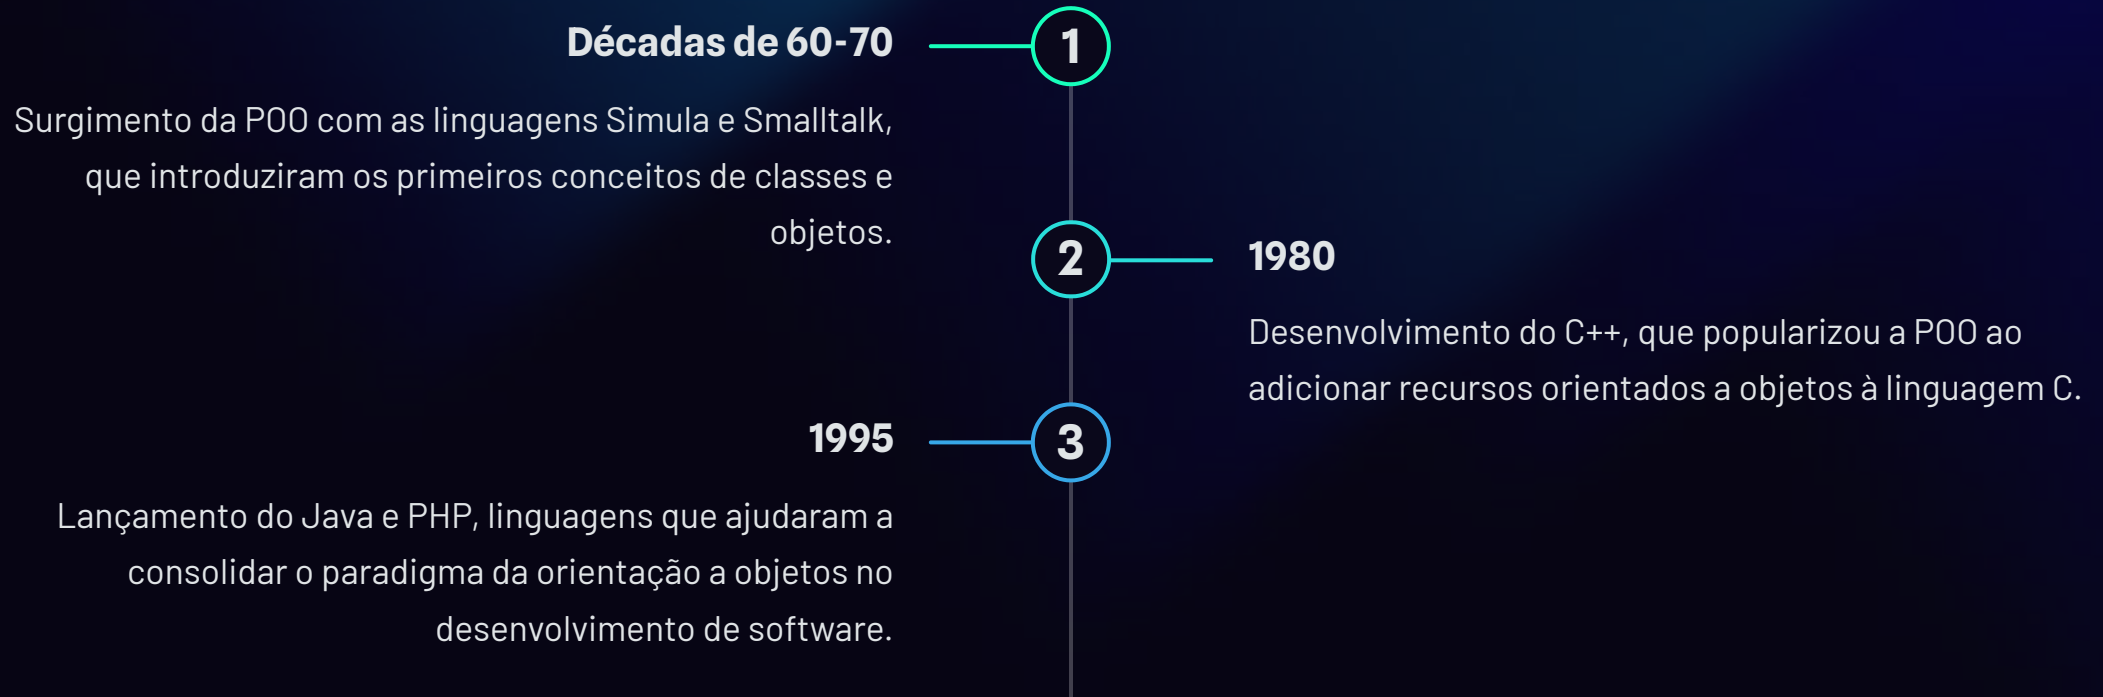 Décadas de 60-70
1
Surgimento da POO com as linguagens Simula e Smalltalk,
que introduziram os primeiros conceitos de classes e
objetos.
2
1980
Desenvolvimento do C++, que popularizou a POO ao
adicionar recursos orientados a objetos à linguagem C.
1995
3
Lançamento do Java e PHP, linguagens que ajudaram a
consolidar o paradigma da orientação a objetos no
desenvolvimento de software.